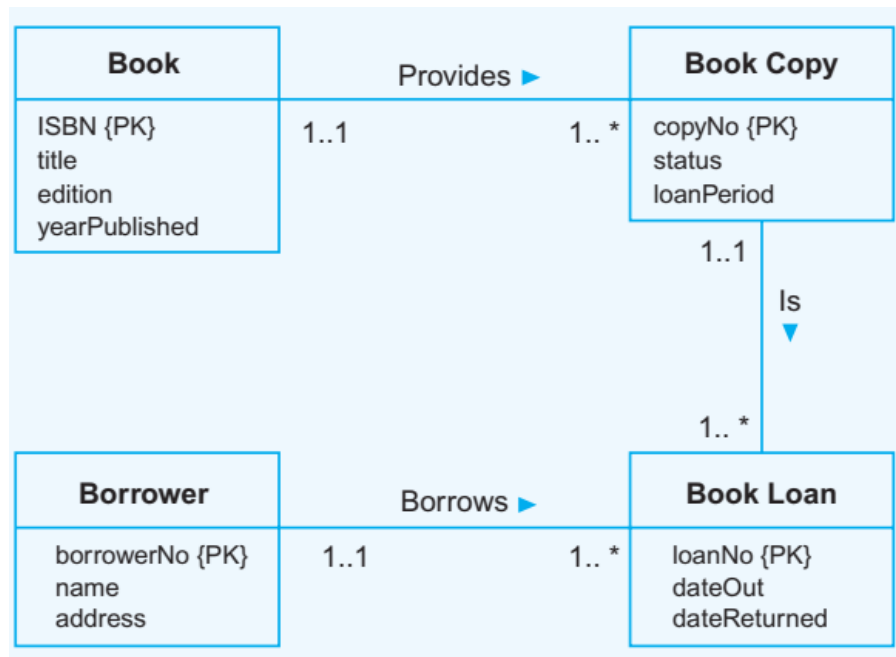 Book
ISBN {PK}
title
edition
yearPublished
Provides ►
1..1
1.. *
Book Copy
copyNo {PK}
status
loanPeriod
1..1
Is
▼
1.. *
Borrower
borrowerNo {PK}
name
address
Borrows ►
1..1
1.. *
Book Loan
loanNo {PK}
dateOut
dateReturned